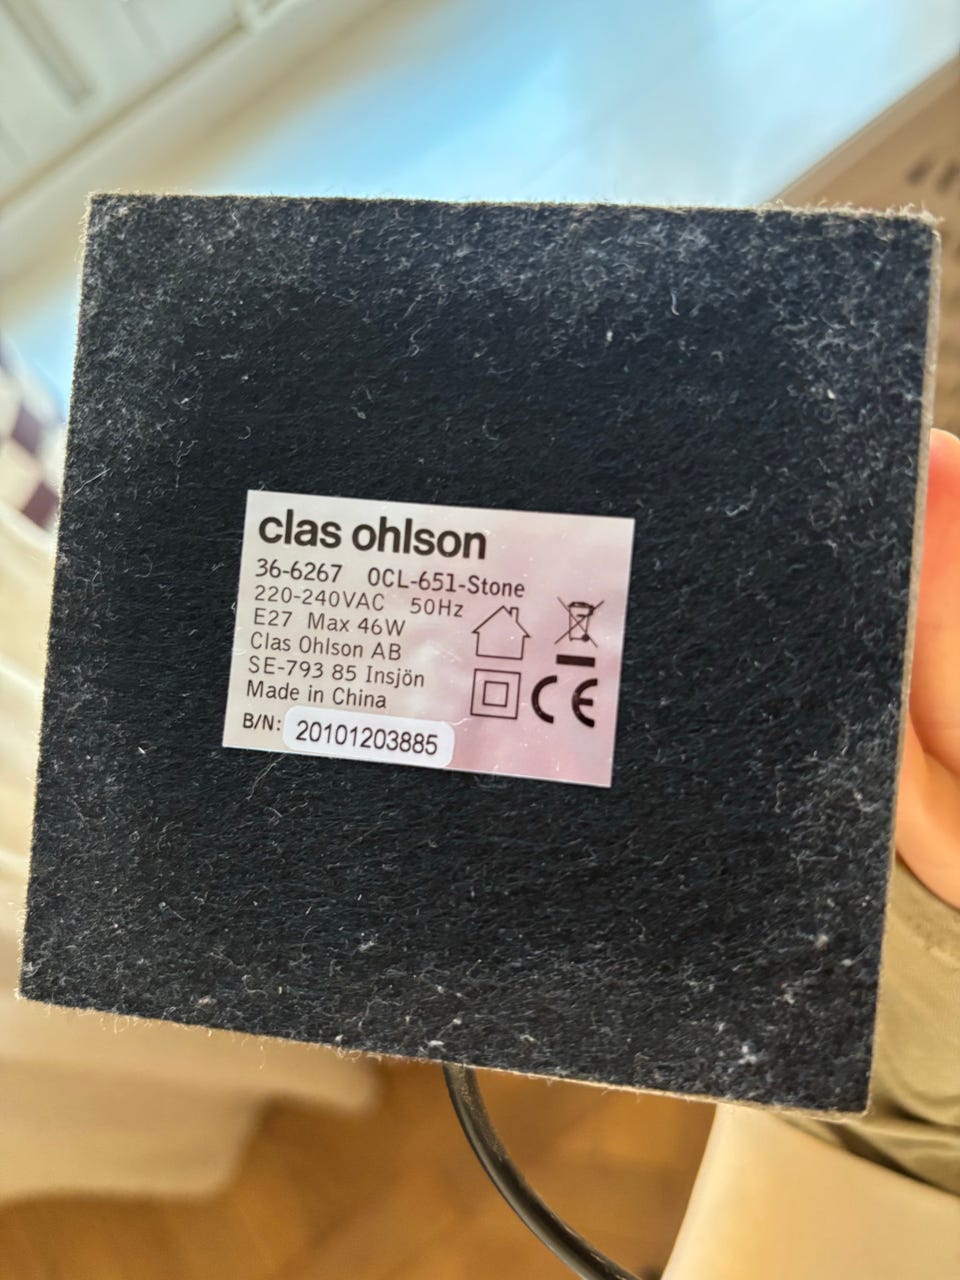 clas ohlson
36-6267 OCL-651-Stone
220-240VAC 50Hz
E27 Max 46W
Clas Ohlson AB
SE-793 85 Insjön
Made in China
B/N: 20101203885
CE